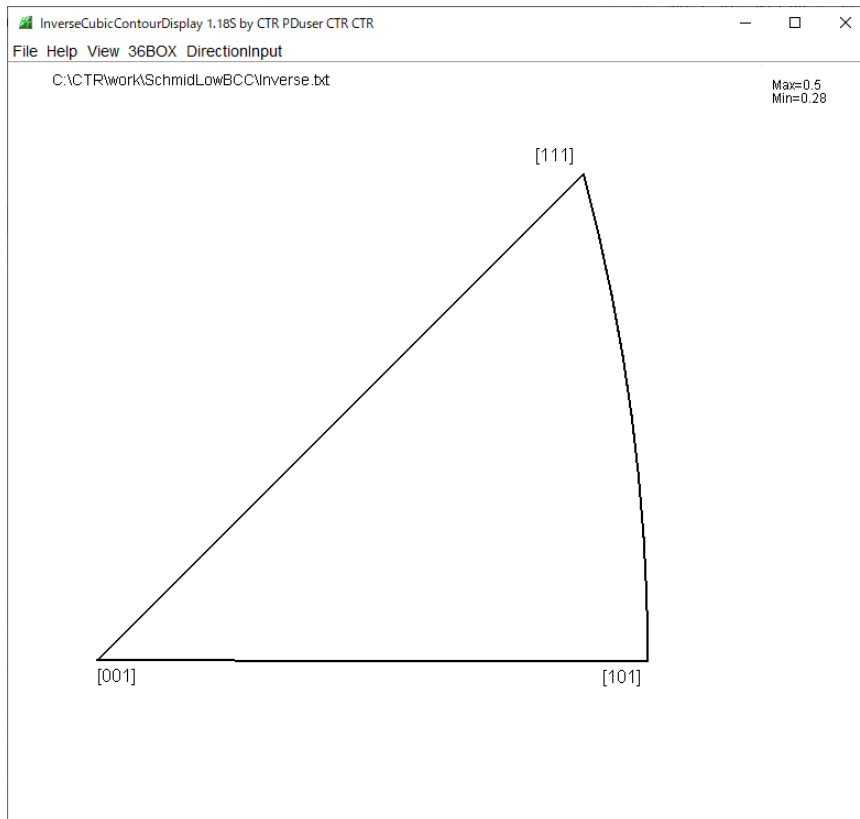 InverseCubicContourDisplay 1.18S by CTR PDuser CTR CTR
File Help View 36BOX DirectionInput
C:\CTR\work\SchmidLowBCC\Inverse.txt
Max=0.5
Min=0.28
[111]
[001]
[101]